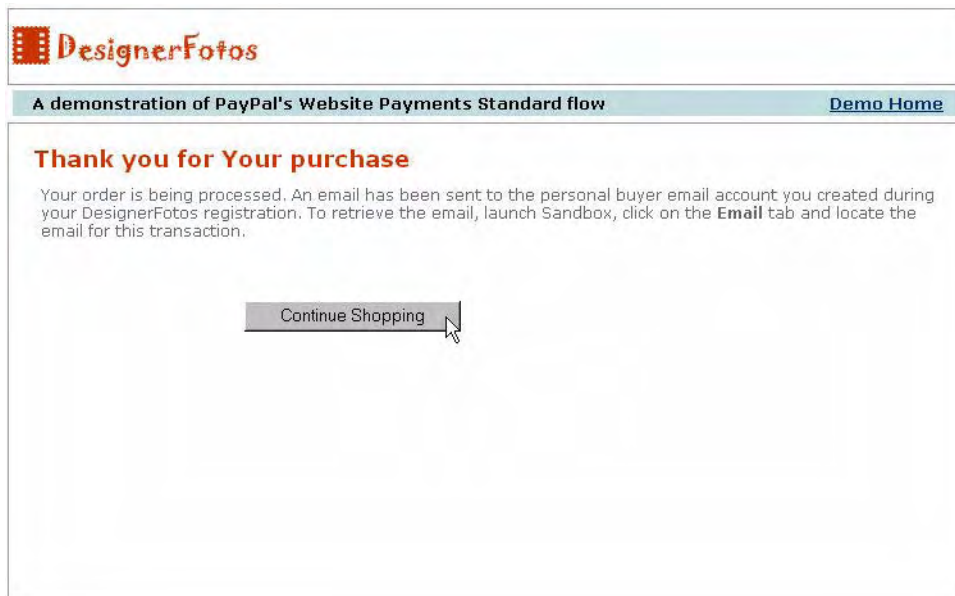 DesignerFotos
A demonstration of PayPal's Website Payments Standard flow Demo Home
Thank you for Your purchase
Your order is being processed. An email has been sent to the personal buyer email account you created during
your DesignerFotos registration. To retrieve the email, launch Sandbox, click on the Email tab and locate the
email for this transaction.
Continue Shopping